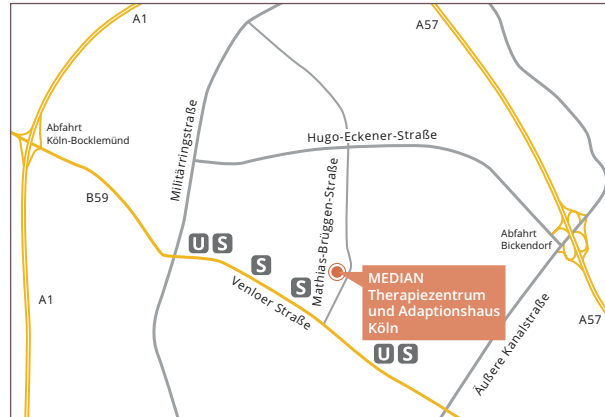 A1
A57
Abfahrt
Köln-Bocklemünd
Militärringstraße
Hugo-Eckener-Straße
B59
Mathias-Brüggen-Straße
Abfahrt
Bickendorf
U S
S
S
Venloer Straße
MEDIAN
Therapiezentrum
und Adaptionshaus
Köln
A1
Äußere Kanalstraße
A57
U S